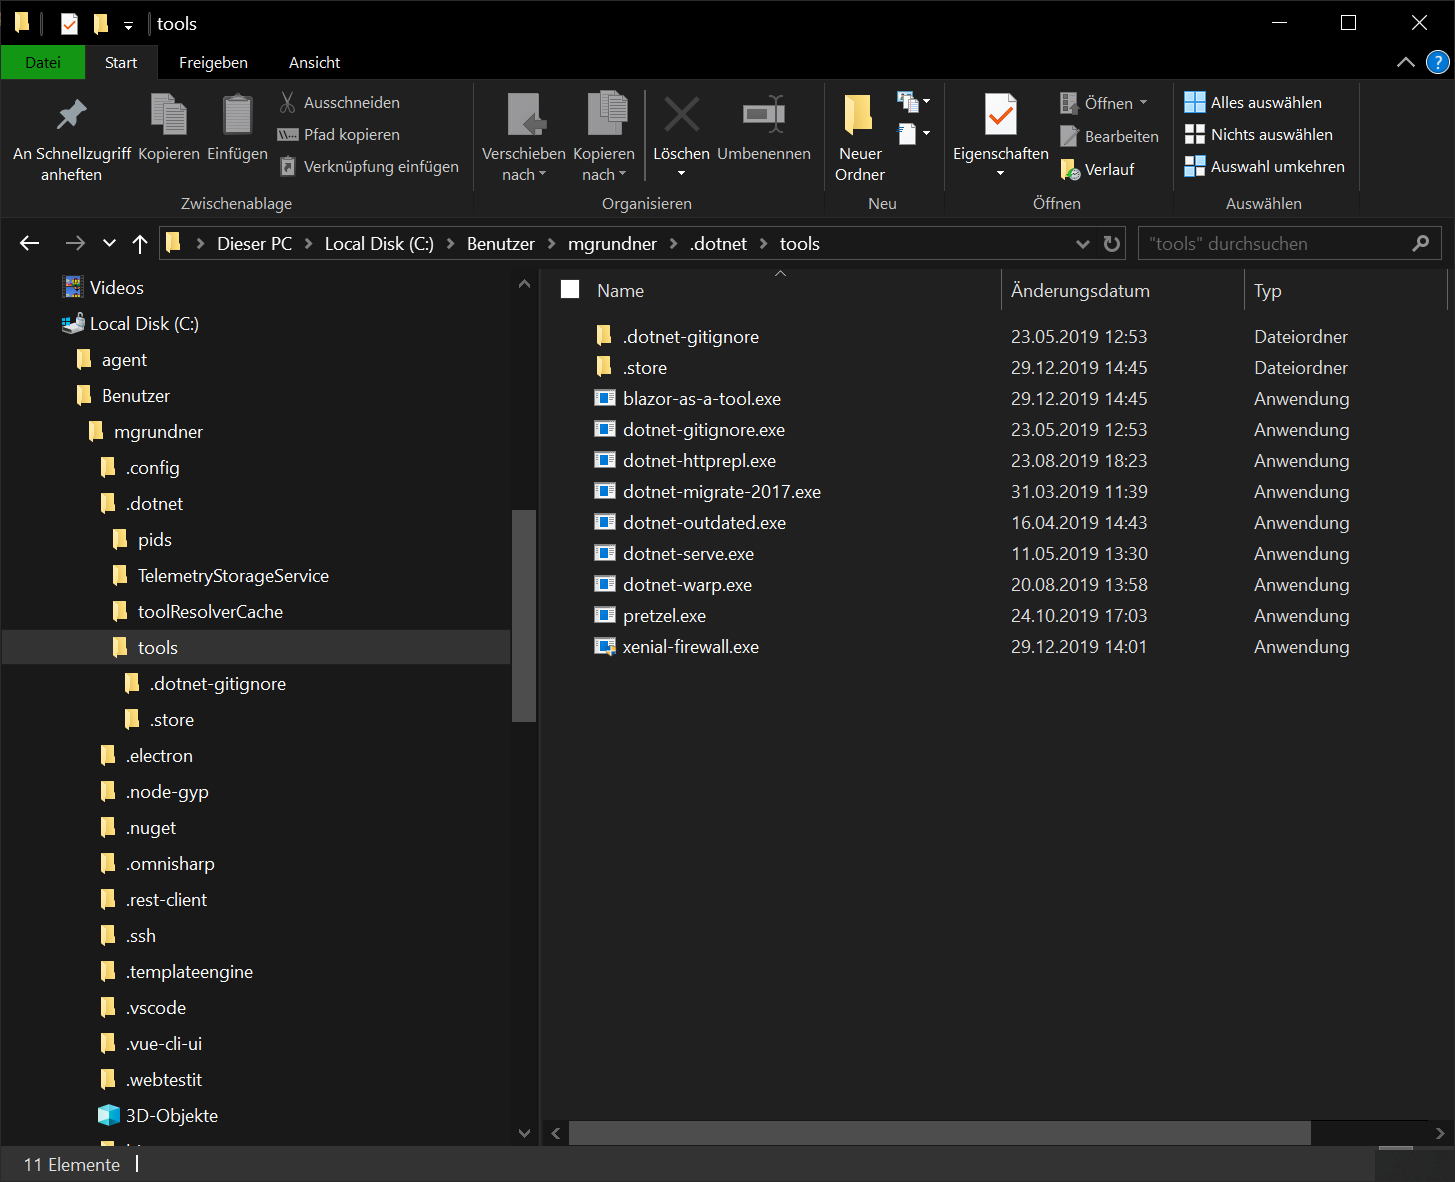 tools
Datei Start Freigeben Ansicht ?
An Schnellzugriff anheften
Kopieren
Einfügen
Ausschneiden
Pfad kopieren
Verknüpfung einfügen
Zwischenablage
Verschieben nach
Kopieren nach
Löschen
Umbenennen
Organisieren
Neuer Ordner
Neu
Eigenschaften
Öffnen
Bearbeiten
Verlauf
Öffnen
Alles auswählen
Nichts auswählen
Auswahl umkehren
Auswählen
Dieser PC > Local Disk (C:) > Benutzer > mgrundner > .dotnet > tools
"tools" durchsuchen
Videos
Local Disk (C:)
agent
Benutzer
mgrundner
.config
.dotnet
pids
TelemetryStorageService
toolResolverCache
tools
.dotnet-gitignore
.store
.electron
.node-gyp
.nuget
.omnisharp
.rest-client
.ssh
.templateengine
.vscode
.vue-cli-ui
.webtestit
3D-Objekte
Name Änderungsdatum Typ
.dotnet-gitignore 23.05.2019 12:53 Dateiordner
.store 29.12.2019 14:45 Dateiordner
blazor-as-a-tool.exe 29.12.2019 14:45 Anwendung
dotnet-gitignore.exe 23.05.2019 12:53 Anwendung
dotnet-httprepl.exe 23.08.2019 18:23 Anwendung
dotnet-migrate-2017.exe 31.03.2019 11:39 Anwendung
dotnet-outdated.exe 16.04.2019 14:43 Anwendung
dotnet-serve.exe 11.05.2019 13:30 Anwendung
dotnet-warp.exe 20.08.2019 13:58 Anwendung
pretzel.exe 24.10.2019 17:03 Anwendung
xenial-firewall.exe 29.12.2019 14:01 Anwendung
11 Elemente